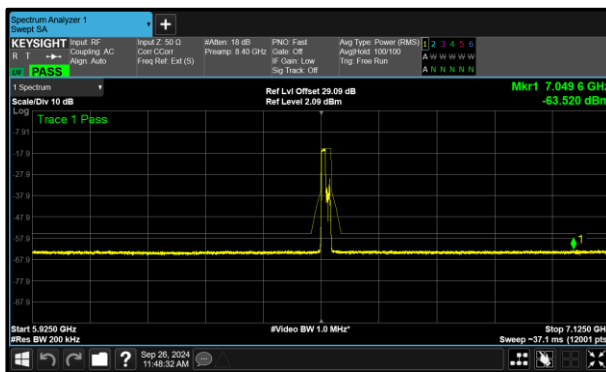 Spectrum Analyzer 1
Swept SA
+
KEYSIGHT Input: RF Input Z: 50 Ω #Atten: 18 dB PNO: Fast Avg Type: Power (RMS) 1 2 3 4 5 6
R T Coupling: AC Corr CCorr Preamp: 8.40 GHz Gate: Off Avg|Hold: 100/100 A W W W W W
Align: Auto Freq Ref: Ext (S) IF Gain: Low Trig: Free Run
PASS Sig Track: Off A N N N N N
1 Spectrum Ref Lvl Offset 29.09 dB Mkr1 7.049 6 GHz
Scale/Div 10 dB Ref Level 2.09 dBm -63.520 dBm
Log
Trace 1 Pass
-7.91
-17.9
-27.9
-37.9
-47.9
-57.9
1
-67.9
-77.9
-87.9
Start 5.9250 GHz #Video BW 1.0 MHz* Stop 7.1250 GHz
#Res BW 200 kHz Sweep ~37.1 ms (12001 pts)
? Sep 26, 2024
11:48:32 AM